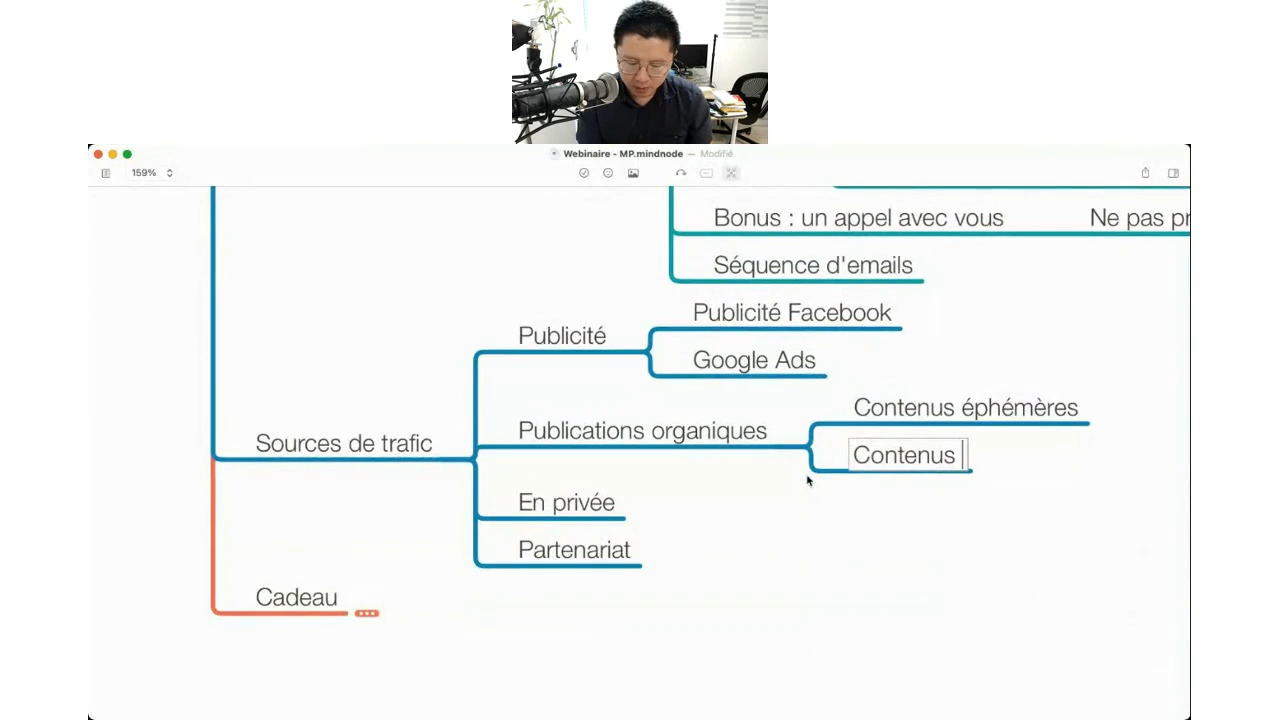 Webinaire - MP.mindnode — Modifié
159%
Bonus : un appel avec vous
Ne pas pr
Séquence d'emails
Publicité Facebook
Publicité
Google Ads
Contenus éphémères
Publications organiques
Sources de trafic
Contenus
En privée
Partenariat
Cadeau